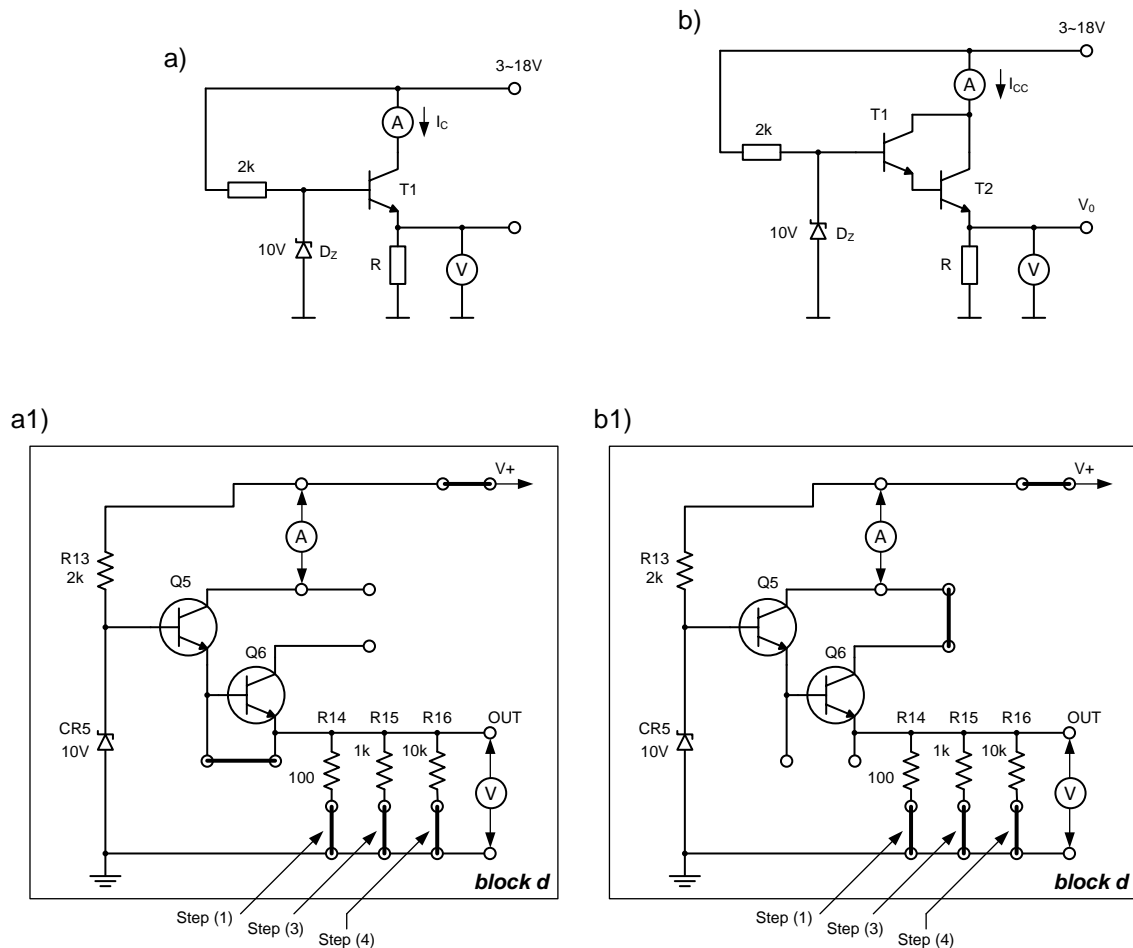 a)
3~18V
A
I_C
2k
T1
10V
D_Z
R
V
b)
3~18V
A
I_CC
T1
2k
T2
V_0
10V
D_Z
R
V
a1)
V+
A
R13
2k
Q5
Q6
CR5
10V
R14
R15
R16
OUT
100
1k
10k
V
block d
Step (1)
Step (3)
Step (4)
b1)
V+
A
R13
2k
Q5
Q6
CR5
10V
R14
R15
R16
OUT
100
1k
10k
V
block d
Step (1)
Step (3)
Step (4)